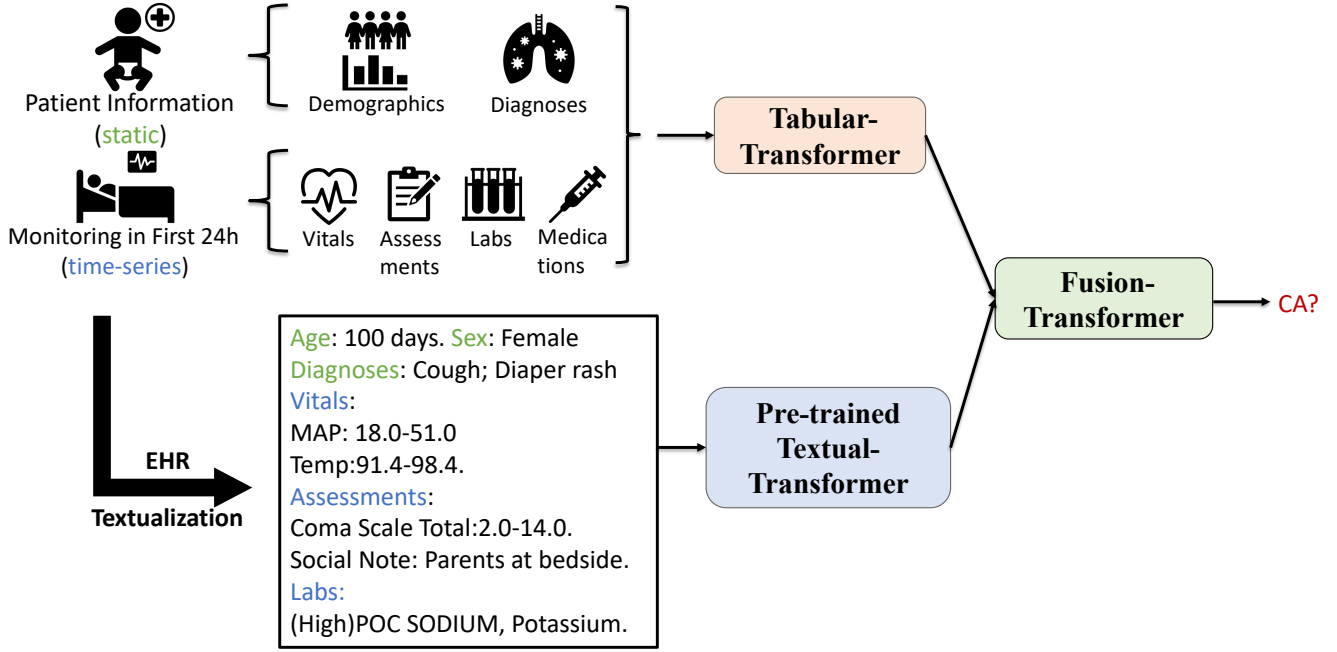 Patient Information
(static)
Demographics
Diagnoses
Monitoring in First 24h
(time-series)
Vitals
Assess
ments
Labs
Medica
tions
Tabular-
Transformer
EHR
Textualization
Age: 100 days. Sex: Female
Diagnoses: Cough; Diaper rash
Vitals:
MAP: 18.0-51.0
Temp:91.4-98.4.
Assessments:
Coma Scale Total:2.0-14.0.
Social Note: Parents at bedside.
Labs:
(High)POC SODIUM, Potassium.
Pre-trained
Textual-
Transformer
Fusion-
Transformer
CA?